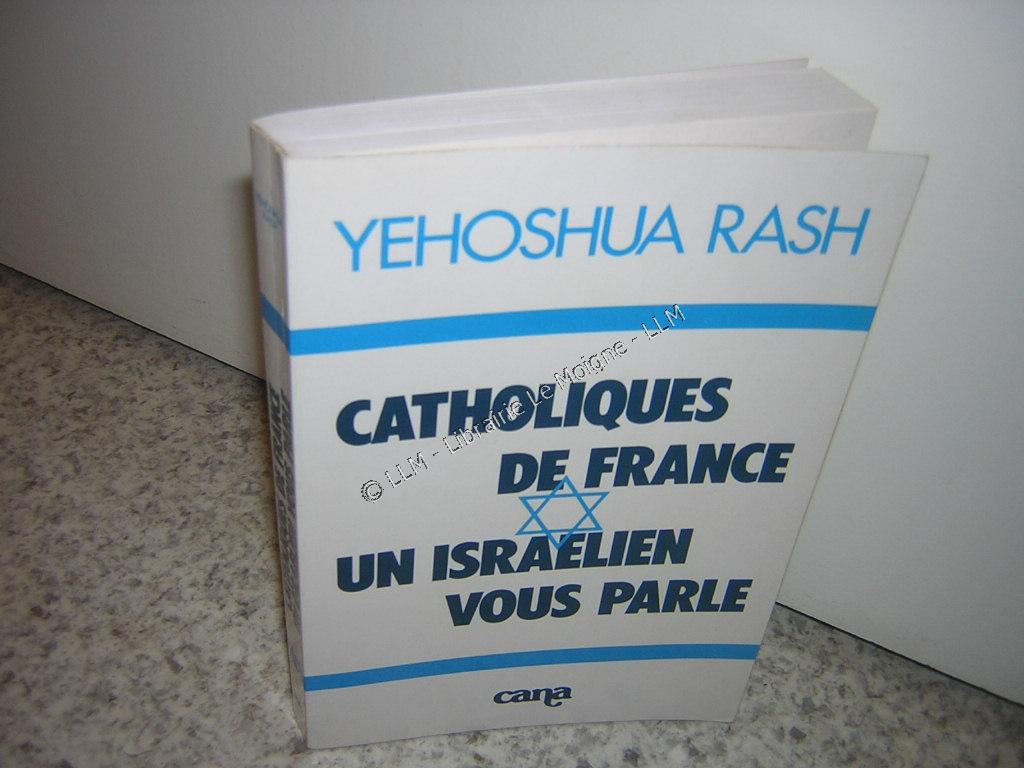 YEHOSHUA RASH
CATHOLIQUES
DE FRANCE
UN ISRAELIEN
VOUS PARLE
cana
© LLM - Librairie Le Moigne - LLM